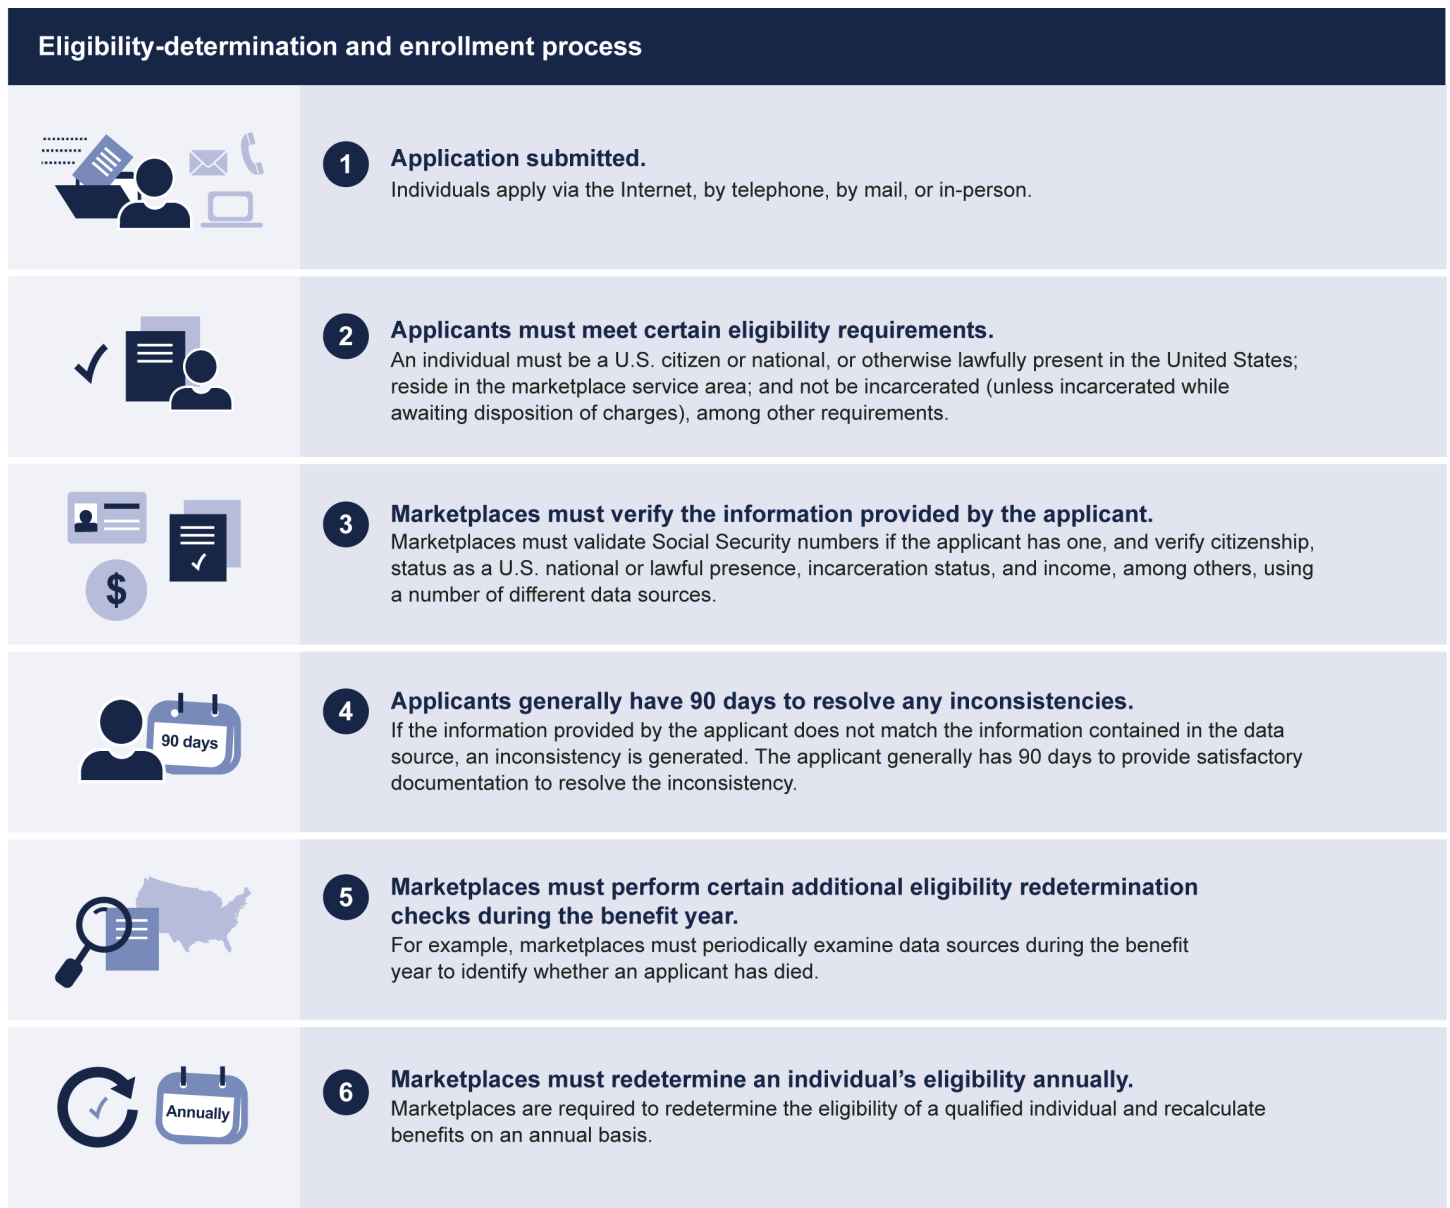 Eligibility-determination and enrollment process
1
Application submitted.
Individuals apply via the Internet, by telephone, by mail, or in-person.
2
Applicants must meet certain eligibility requirements.
An individual must be a U.S. citizen or national, or otherwise lawfully present in the United States;
reside in the marketplace service area; and not be incarcerated (unless incarcerated while
awaiting disposition of charges), among other requirements.
$
3
Marketplaces must verify the information provided by the applicant.
Marketplaces must validate Social Security numbers if the applicant has one, and verify citizenship,
status as a U.S. national or lawful presence, incarceration status, and income, among others, using
a number of different data sources.
90 days
4
Applicants generally have 90 days to resolve any inconsistencies.
If the information provided by the applicant does not match the information contained in the data
source, an inconsistency is generated. The applicant generally has 90 days to provide satisfactory
documentation to resolve the inconsistency.
5
Marketplaces must perform certain additional eligibility redetermination
checks during the benefit year.
For example, marketplaces must periodically examine data sources during the benefit
year to identify whether an applicant has died.
Annually
6
Marketplaces must redetermine an individual’s eligibility annually.
Marketplaces are required to redetermine the eligibility of a qualified individual and recalculate
benefits on an annual basis.